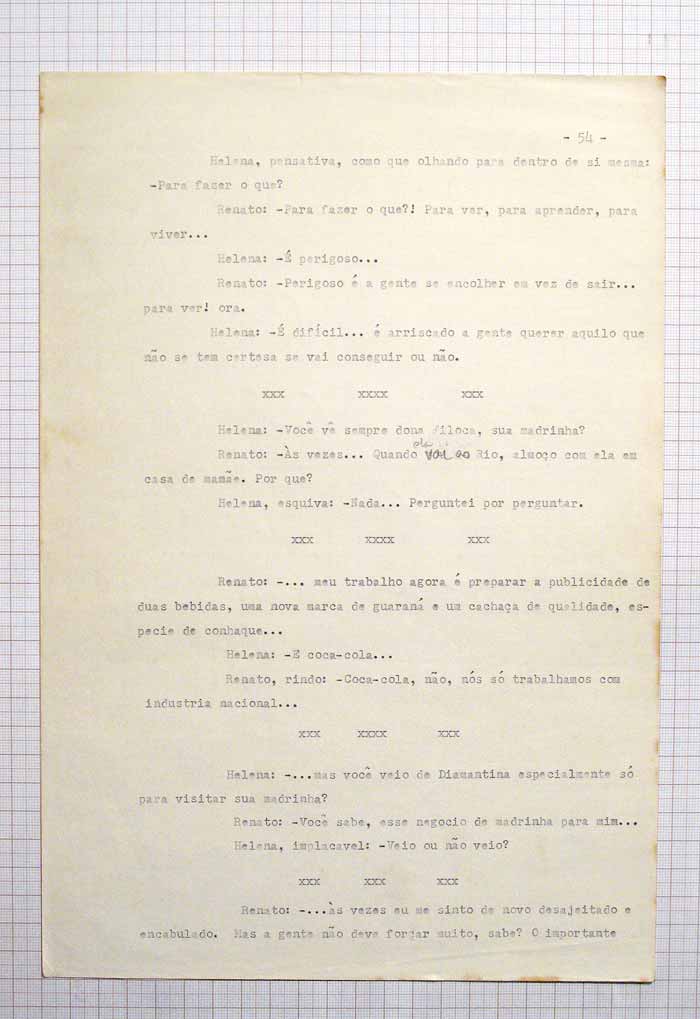 - 54 -
Helena, pensativa, como que olhando para dentro de si mesma:
-Para fazer o que?
Renato: -Para fazer o que?! Para ver, para aprender, para
viver...
Helena: -É perigoso...
Renato: -Perigoso é a gente se encolher em vez de sair...
para ver! ora.
Helena: -É difícil... é arriscado a gente querer aquilo que
não se tem certesa se vai conseguir ou não.
xxx xxxx xxx
Helena: -Você vê sempre dona Filoca, sua madrinha?
Renato: -Às vezes... Quando ao Rio, almoço com ela em
casa de mamãe. Por que?
Helena, esquiva: -Nada... Perguntei por perguntar.
xxx xxxx xxx
Renato: -... meu trabalho agora é preparar a publicidade de
duas bebidas, uma nova marca de guaraná e um cachaça de qualidade, es-
pecie de conhaque...
Helena: -E coca-cola...
Renato, rindo: -Coca-cola, não, nós só trabalhamos com
industria nacional...
xxx xxxx xxx
Helena: -...mas você veio de Diamantina especialmente só
para visitar sua madrinha?
Renato: -Você sabe, esse negocio de madrinha para mim...
Helena, implacavel: -Veio ou não veio?
xxx xxx xxx
Renato: -...às vezes eu me sinto de novo desajeitado e
encabulado. Mas a gente não deve forçar muito, sabe? O importante